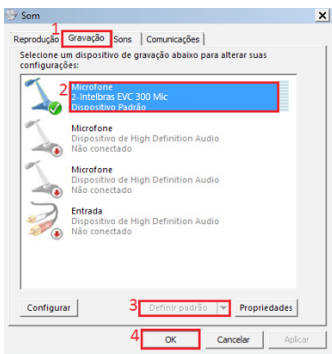 Som
1
Reprodução Gravação Sons Comunicações
Selecione um dispositivo de gravação abaixo para alterar suas
configurações:
2
Microfone
2-Intelbras EVC 300 Mic
Dispositivo Padrão
Microfone
Dispositivo de High Definition Audio
Não conectado
Microfone
Dispositivo de High Definition Audio
Não conectado
Entrada
Dispositivo de High Definition Audio
Não conectado
Configurar 3 Definir padrão Propriedades
4 OK Cancelar Aplicar